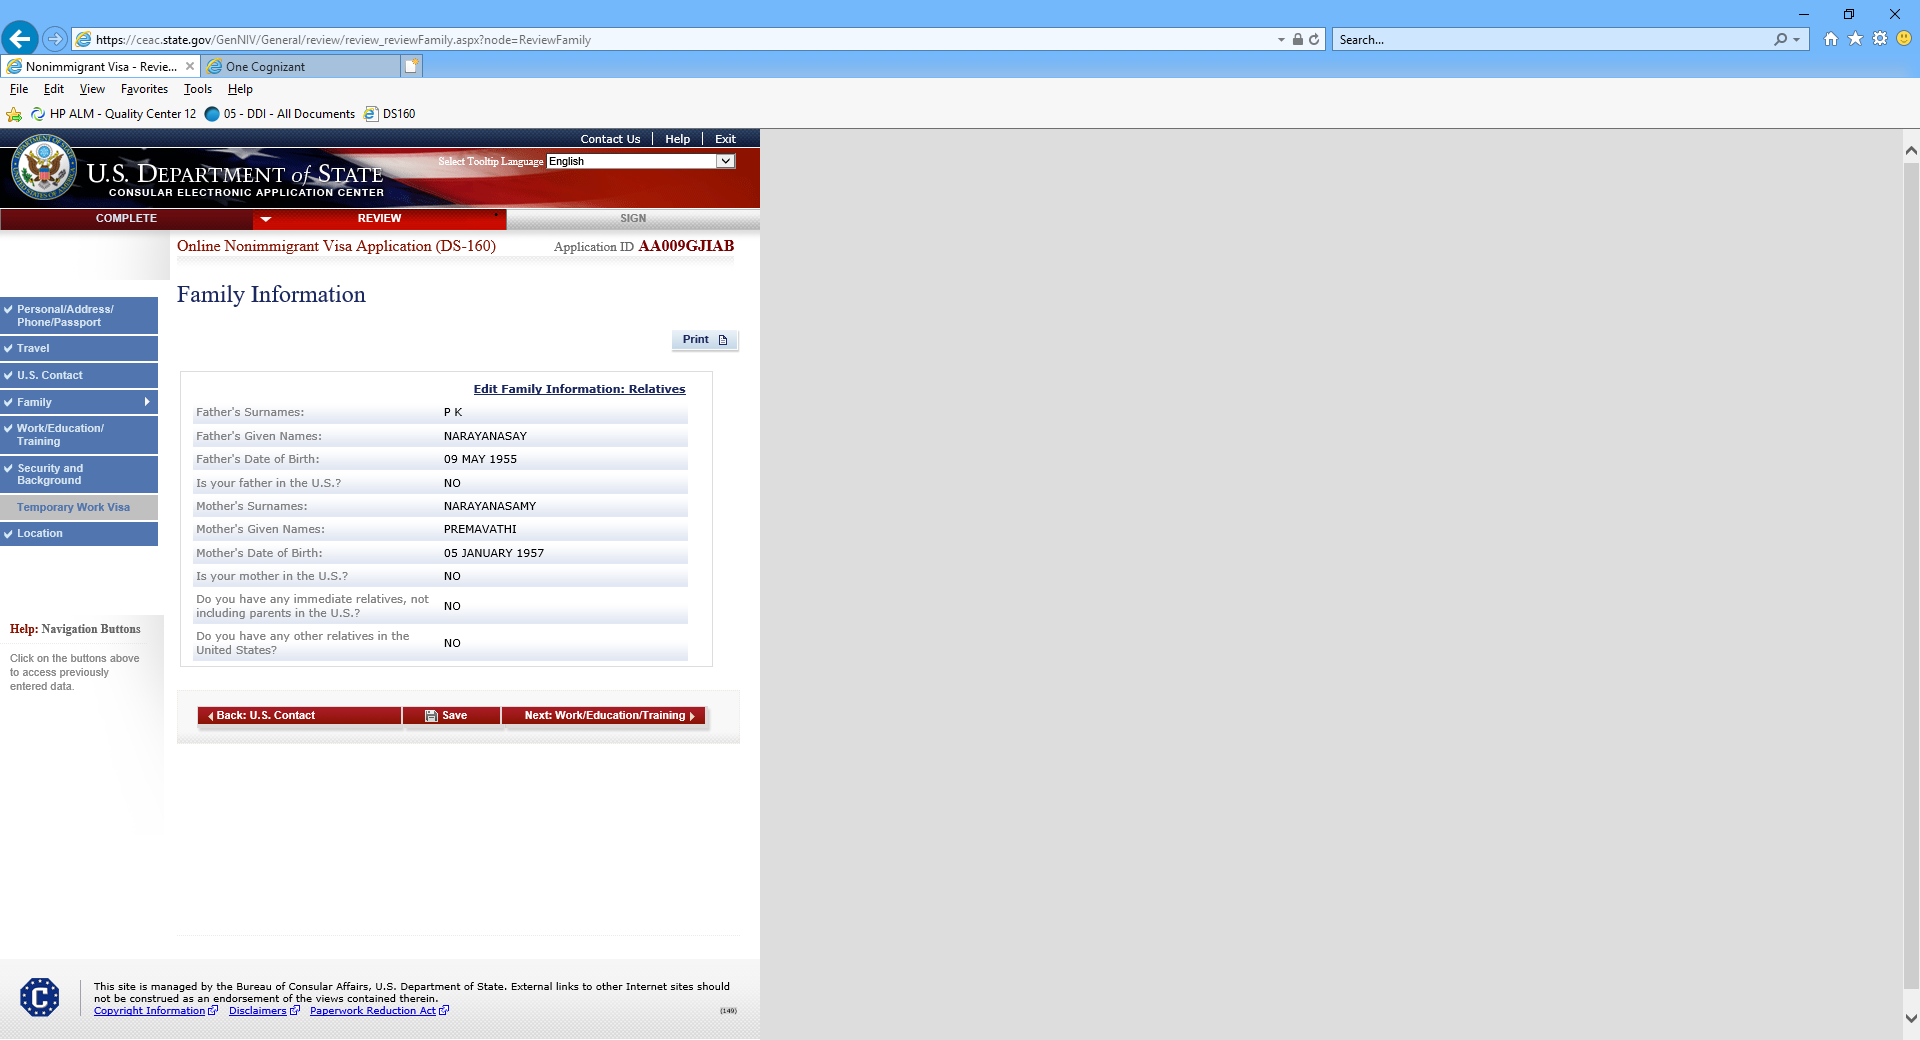 https://ceac.state.gov/GenNIV/General/review/review_reviewFamily.aspx?node=ReviewFamily
Search...
Nonimmigrant Visa - Revie...
One Cognizant
File Edit View Favorites Tools Help
HP ALM - Quality Center 12 05 - DDI - All Documents DS160
Contact Us Help Exit
Select Tooltip Language English
U.S. DEPARTMENT of STATE
CONSULAR ELECTRONIC APPLICATION CENTER
COMPLETE REVIEW SIGN
Online Nonimmigrant Visa Application (DS-160) Application ID AA009GJIAB
Family Information
Personal/Address/
Phone/Passport
Travel
U.S. Contact
Family
Work/Education/
Training
Security and
Background
Temporary Work Visa
Location
Help: Navigation Buttons
Click on the buttons above
to access previously
entered data.
Print
Edit Family Information: Relatives
Father's Surnames: P K
Father's Given Names: NARAYANASAY
Father's Date of Birth: 09 MAY 1955
Is your father in the U.S.? NO
Mother's Surnames: NARAYANASAMY
Mother's Given Names: PREMAVATHI
Mother's Date of Birth: 05 JANUARY 1957
Is your mother in the U.S.? NO
Do you have any immediate relatives, not
including parents in the U.S.? NO
Do you have any other relatives in the
United States? NO
Back: U.S. Contact Save Next: Work/Education/Training
This site is managed by the Bureau of Consular Affairs, U.S. Department of State. External links to other Internet sites should
not be construed as an endorsement of the views contained therein.
Copyright Information Disclaimers Paperwork Reduction Act
(149)